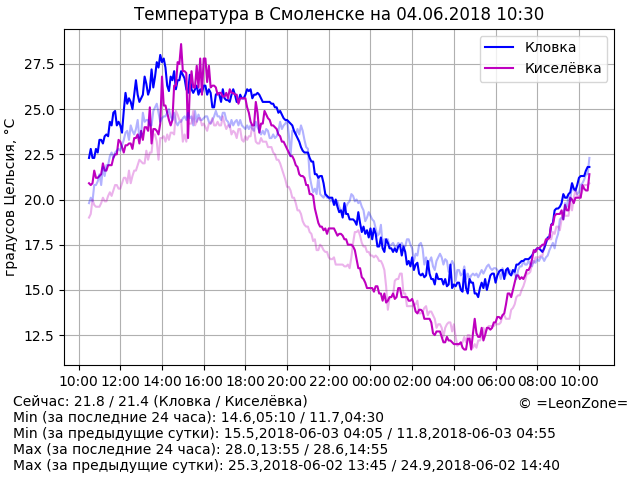 Температура в Смоленске на 04.06.2018 10:30
Кловка
Киселёвка
градусов Цельсия, °C
27.5
25.0
22.5
20.0
17.5
15.0
12.5
10:00 12:00 14:00 16:00 18:00 20:00 22:00 00:00 02:00 04:00 06:00 08:00 10:00
Сейчас: 21.8 / 21.4 (Кловка / Киселёвка)
© =LeonZone=
Min (за последние 24 часа): 14.6,05:10 / 11.7,04:30
Min (за предыдущие сутки): 15.5,2018-06-03 04:05 / 11.8,2018-06-03 04:55
Max (за последние 24 часа): 28.0,13:55 / 28.6,14:55
Max (за предыдущие сутки): 25.3,2018-06-02 13:45 / 24.9,2018-06-02 14:40